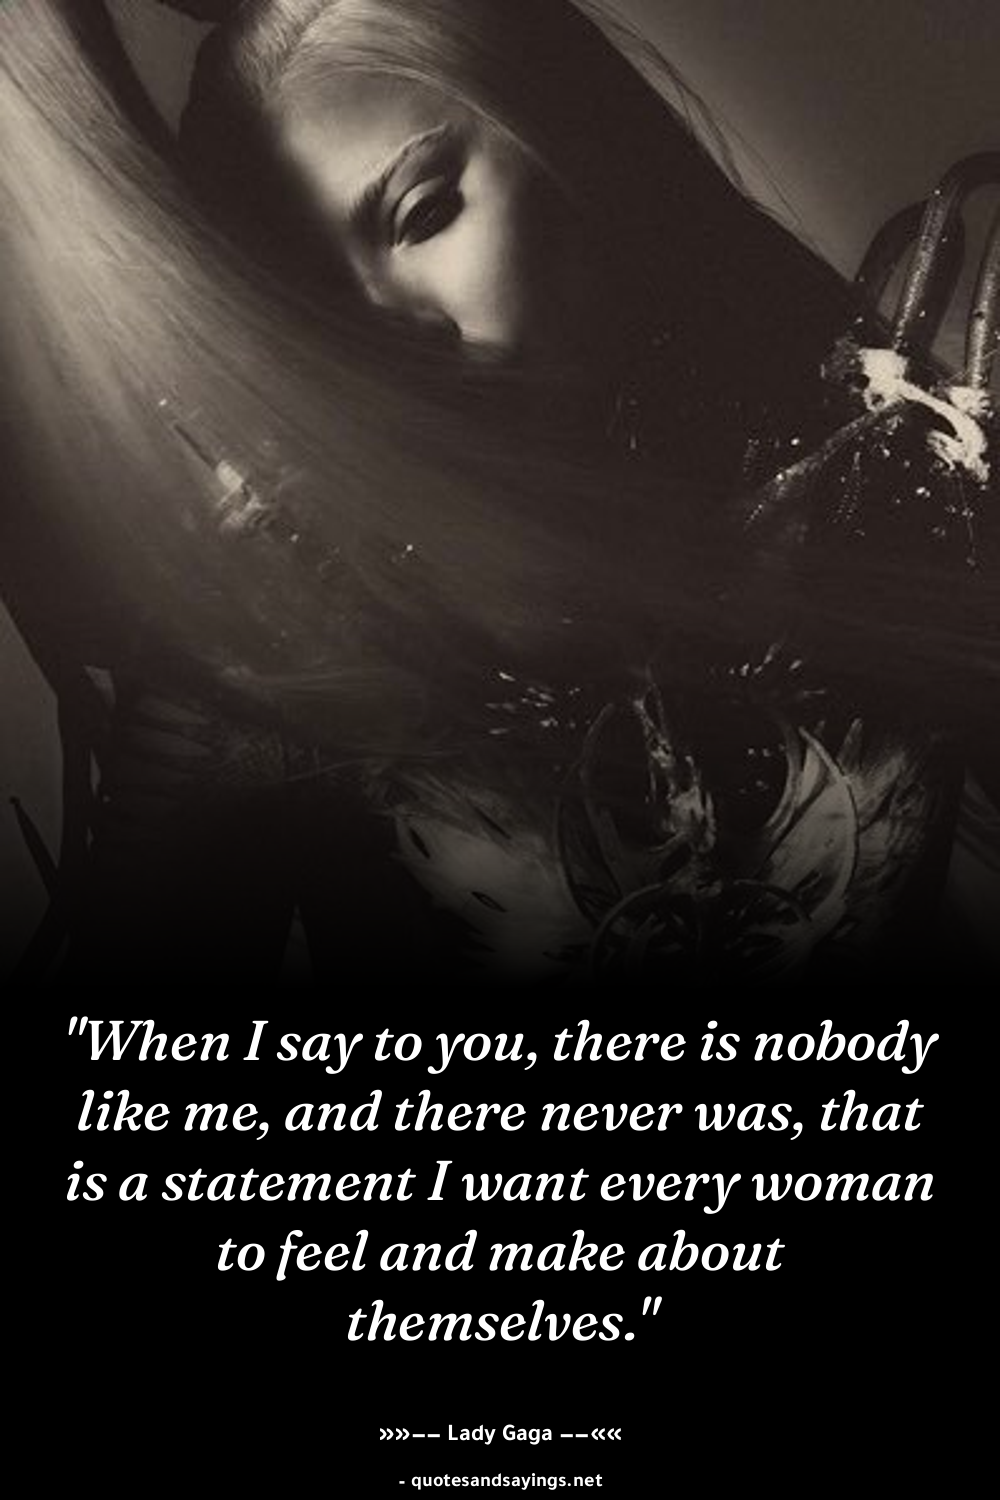 "When I say to you, there is nobody
like me, and there never was, that
is a statement I want every woman
to feel and make about
themselves."
»»–– Lady Gaga ––««
- quotesandsayings.net